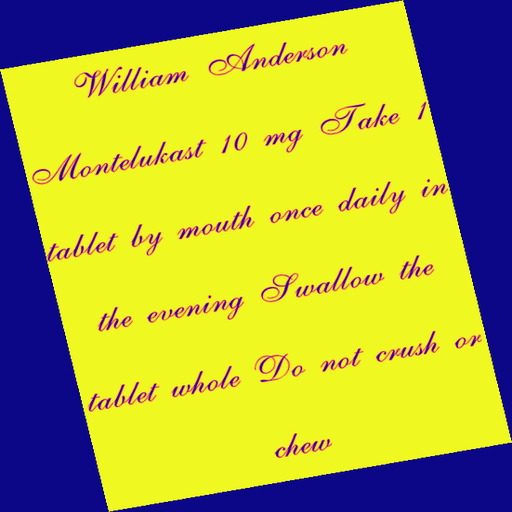 William Anderson
Montelukast 10 mg Take 1
tablet by mouth once daily in
the evening Swallow the
tablet whole Do not crush or
chew